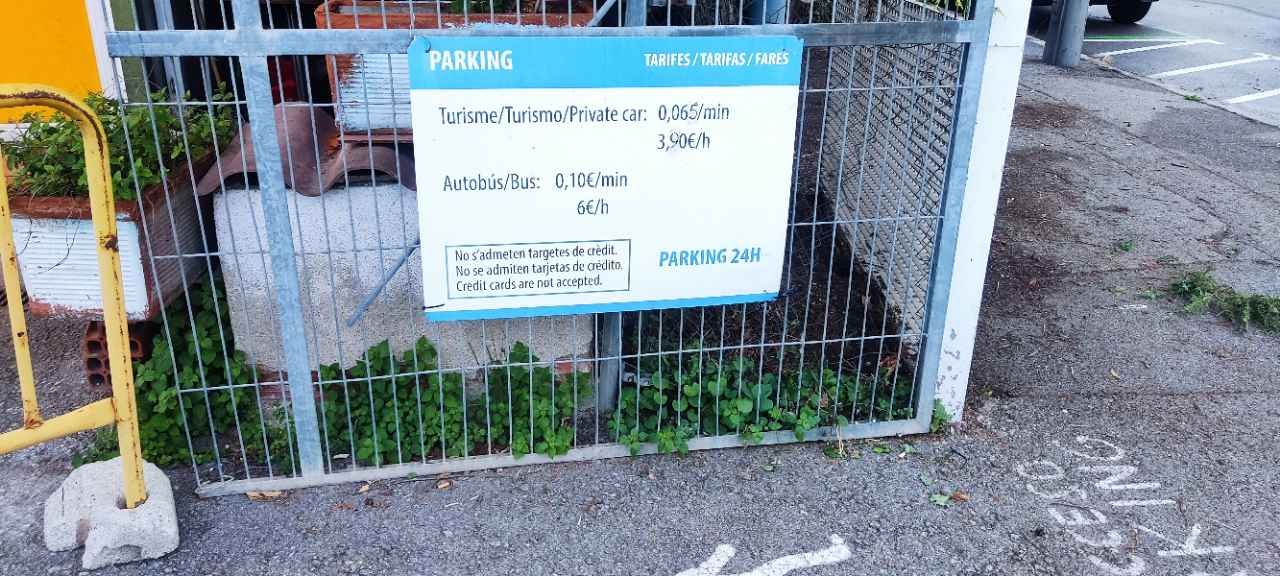 PARKING
TARIFES / TARIFAS / FARES
Turisme/Turismo/Private car: 0,065/min
3,90€/h
Autobús/Bus: 0,10€/min
6€/h
No s'admeten targetes de crèdit.
No se admiten tarjetas de crédito.
Credit cards are not accepted.
PARKING 24H